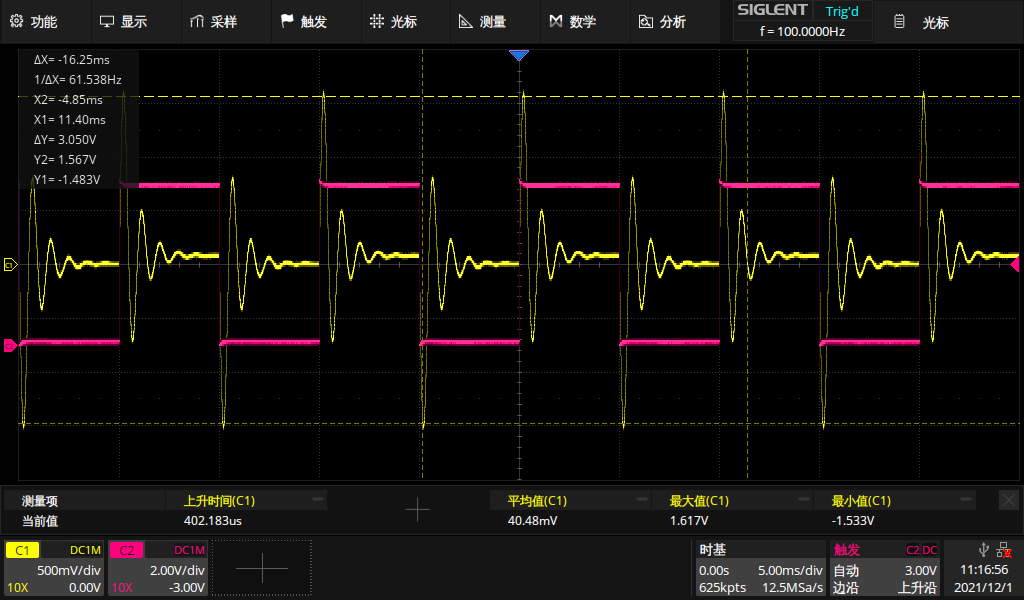 功能 显示 采样 触发 光标 测量 数学 分析 SIGLENT Trig'd 光标
f = 100.0000Hz
ΔX= -16.25ms
1/ΔX= 61.538Hz
X2= -4.85ms
X1= 11.40ms
ΔY= 3.050V
Y2= 1.567V
Y1= -1.483V
C1
C2
测量项 上升时间(C1) 平均值(C1) 最大值(C1) 最小值(C1)
当前值 402.183us 40.48mV 1.617V -1.533V
C1 DC1M C2 DC1M 时基 触发 C2 DC
500mV/div 2.00V/div 0.00s 5.00ms/div 自动 3.00V 11:16:56
10X 0.00V 10X -3.00V 625kpts 12.5MSa/s 边沿 上升沿 2021/12/1